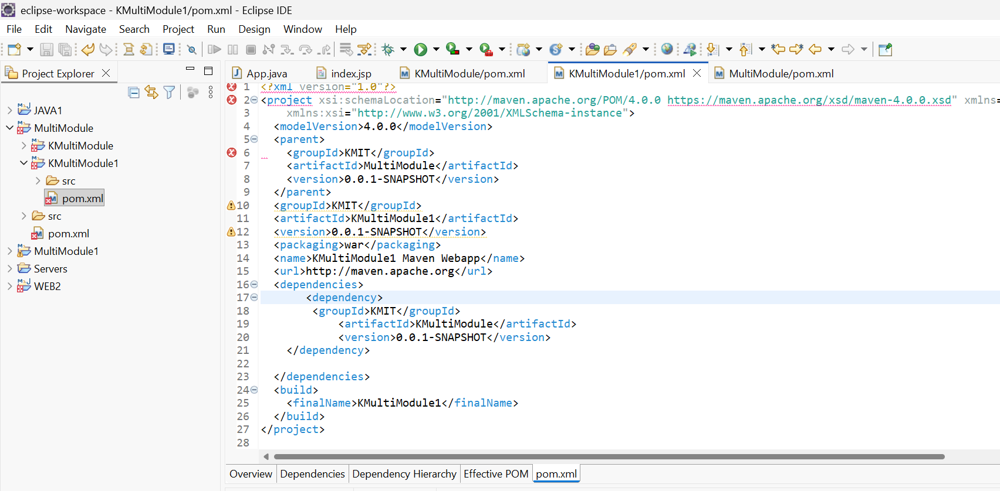 eclipse-workspace - KMultiModule1/pom.xml - Eclipse IDE
File Edit Navigate Search Project Run Design Window Help
Project Explorer
JAVA1
MultiModule
KMultiModule
KMultiModule1
src
pom.xml
src
pom.xml
MultiModule1
Servers
WEB2
App.java index.jsp KMultiModule/pom.xml KMultiModule1/pom.xml MultiModule/pom.xml
1 <?xml version="1.0"?>
2 <project xsi:schemaLocation="http://maven.apache.org/POM/4.0.0 https://maven.apache.org/xsd/maven-4.0.0.xsd" xmlns=
3 xmlns:xsi="http://www.w3.org/2001/XMLSchema-instance">
4 <modelVersion>4.0.0</modelVersion>
5 <parent>
6 <groupId>KMIT</groupId>
7 <artifactId>MultiModule</artifactId>
8 <version>0.0.1-SNAPSHOT</version>
9 </parent>
10 <groupId>KMIT</groupId>
11 <artifactId>KMultiModule1</artifactId>
12 <version>0.0.1-SNAPSHOT</version>
13 <packaging>war</packaging>
14 <name>KMultiModule1 Maven Webapp</name>
15 <url>http://maven.apache.org</url>
16 <dependencies>
17 <dependency>
18 <groupId>KMIT</groupId>
19 <artifactId>KMultiModule</artifactId>
20 <version>0.0.1-SNAPSHOT</version>
21 </dependency>
22
23 </dependencies>
24 <build>
25 <finalName>KMultiModule1</finalName>
26 </build>
27 </project>
28
Overview Dependencies Dependency Hierarchy Effective POM pom.xml